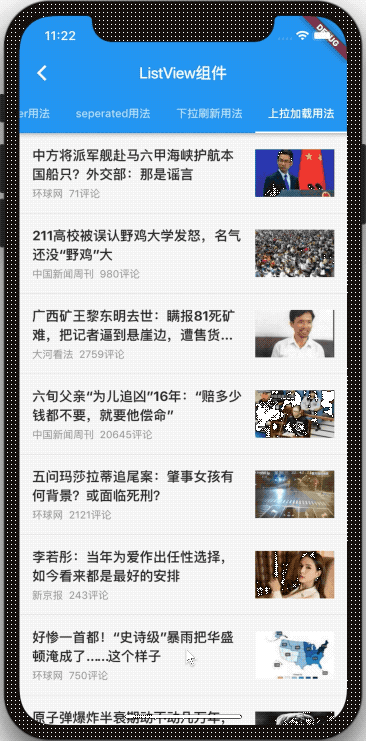 11:22
DEBUG
ListView组件
er用法 seperated用法 下拉刷新用法 上拉加载用法
中方将派军舰赴马六甲海峡护航本
国船只？外交部：那是谣言
环球网 71评论
211高校被误认野鸡大学发怒，名气
还没“野鸡”大
中国新闻周刊 980评论
广西矿王黎东明去世：瞒报81死矿
难，把记者逼到悬崖边，遭售货...
大河看法 2759评论
六旬父亲“为儿追凶”16年：“赔多少
钱都不要，就要他偿命”
中国新闻周刊 20645评论
五问玛莎拉蒂追尾案：肇事女孩有
何背景？或面临死刑？
环球网 2121评论
李若彤：当年为爱作出任性选择，
如今看来都是最好的安排
新京报 243评论
好惨一首都！“史诗级”暴雨把华盛
顿淹成了……这个样子
环球网 750评论
原子弹爆炸半衰期动不动几万年，